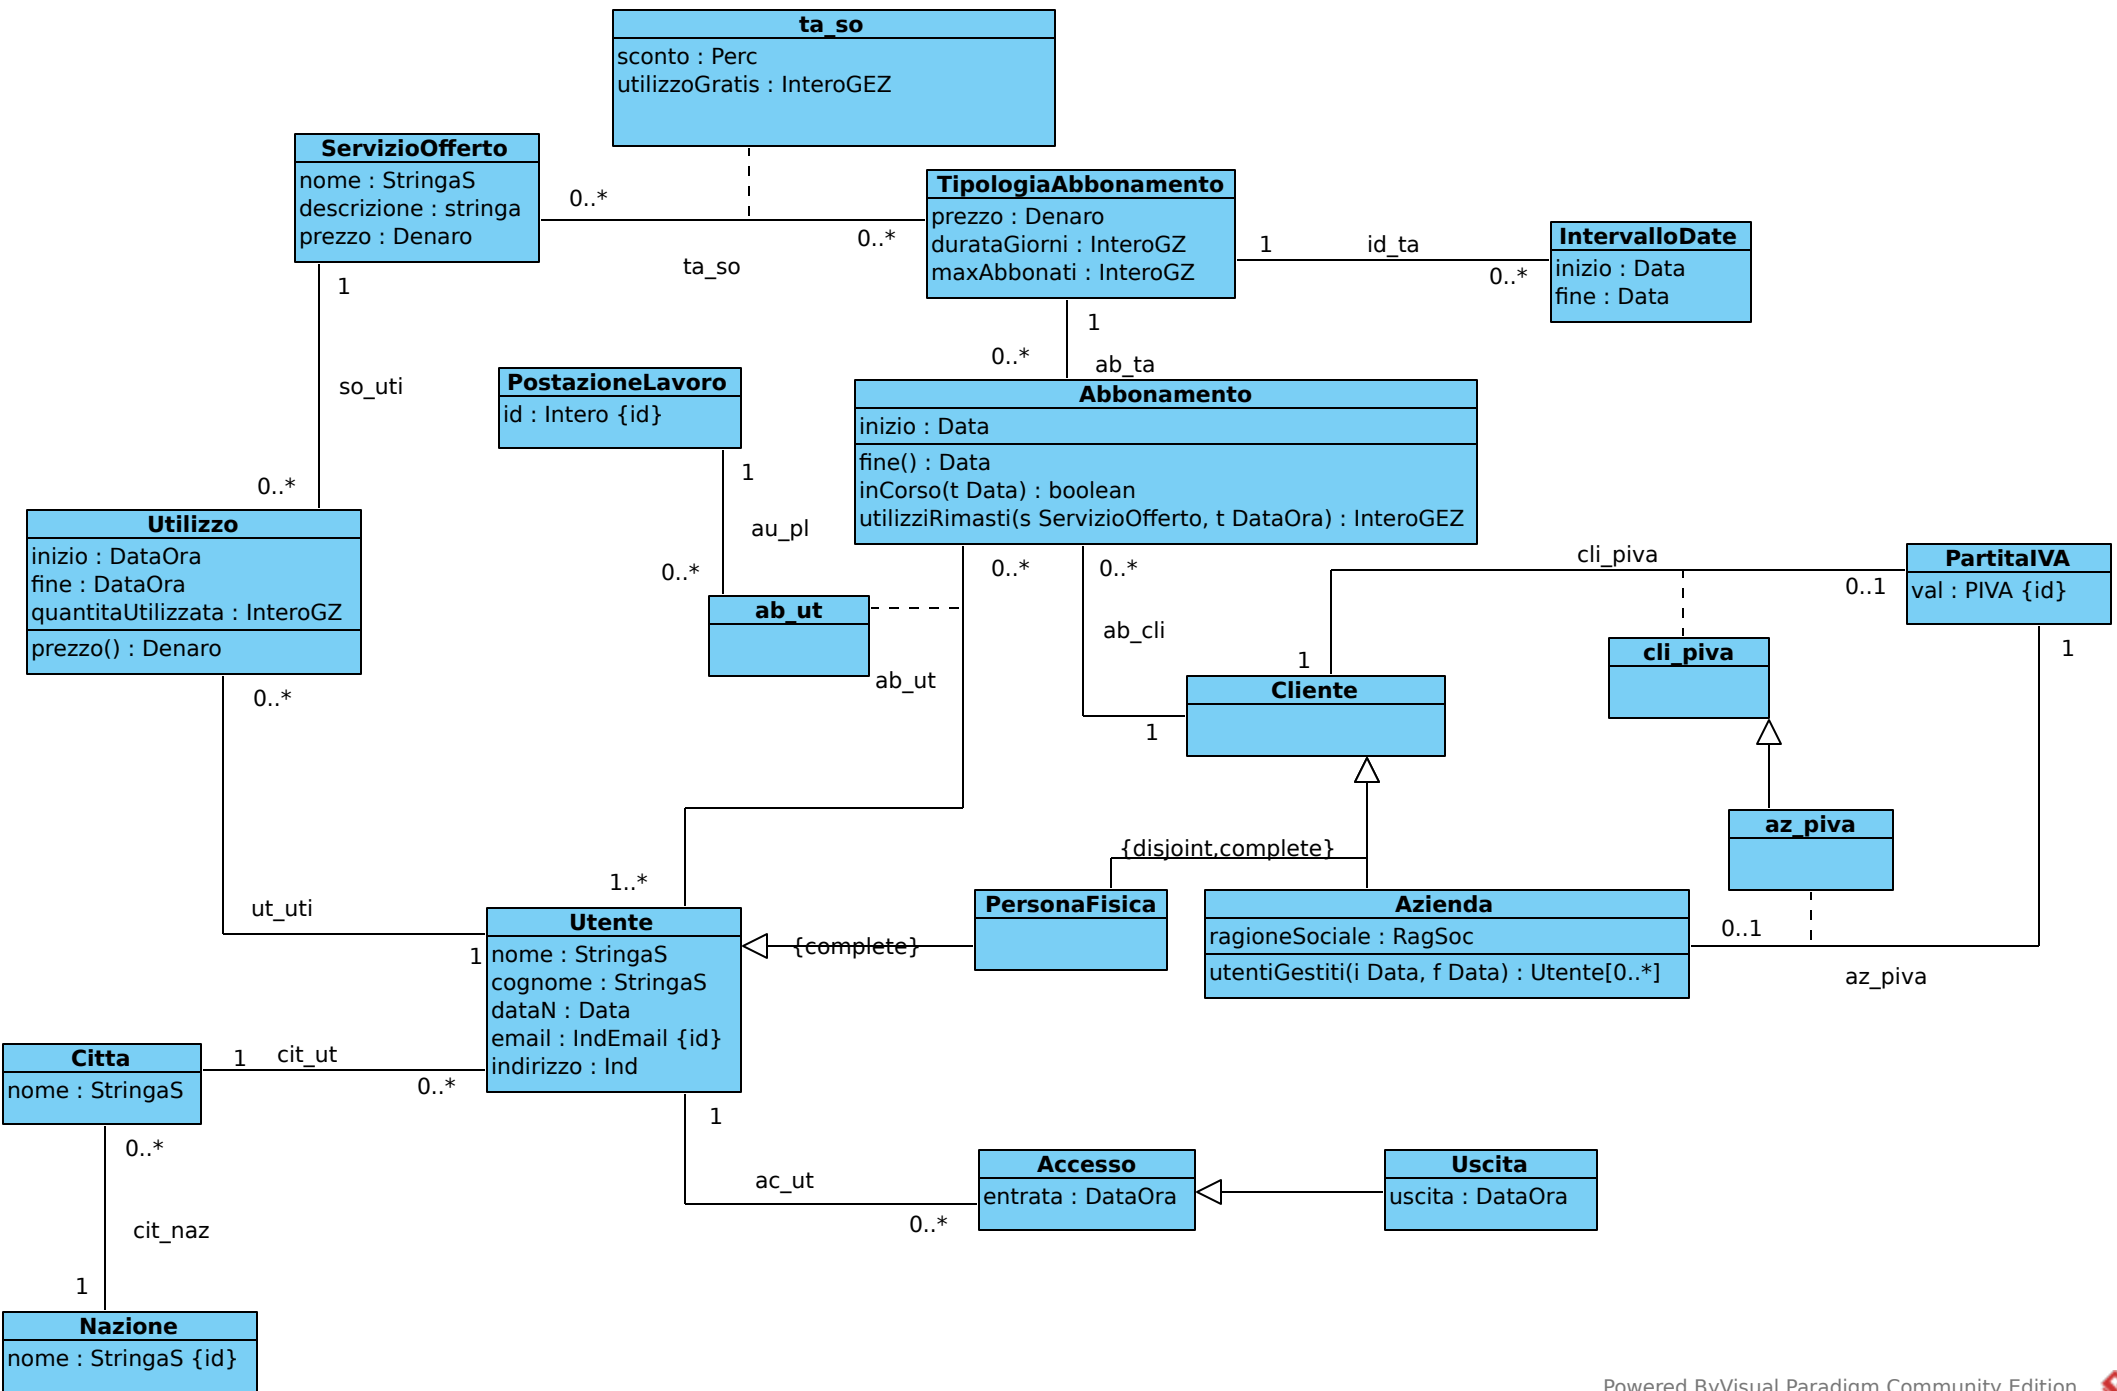 ta_so
sconto : Perc
utilizzoGratis : InteroGEZ
ServizioOfferto
nome : StringaS
descrizione : stringa
prezzo : Denaro
0..*
0..*
ta_so
TipologiaAbbonamento
prezzo : Denaro
durataGiorni : InteroGZ
maxAbbonati : InteroGZ
1
id_ta
0..*
IntervalloDate
inizio : Data
fine : Data
1
so_uti
0..*
1
0..*
ab_ta
PostazioneLavoro
id : Intero {id}
1
au_pl
0..*
Abbonamento
inizio : Data
fine() : Data
inCorso(t Data) : boolean
utilizziRimasti(s ServizioOfferto, t DataOra) : InteroGEZ
Utilizzo
inizio : DataOra
fine : DataOra
quantitaUtilizzata : InteroGZ
prezzo() : Denaro
0..*
ab_ut
ab_ut
0..*
0..*
ab_cli
1
cli_piva
0..1
1
PartitaIVA
val : PIVA {id}
1
cli_piva
Cliente
az_piva
{disjoint,complete}
1..*
ut_uti
1
Utente
nome : StringaS
cognome : StringaS
dataN : Data
email : IndEmail {id}
indirizzo : Ind
{complete}
PersonaFisica
Azienda
ragioneSociale : RagSoc
utentiGestiti(i Data, f Data) : Utente[0..*]
0..1
az_piva
Citta
nome : StringaS
1
cit_ut
0..*
1
ac_ut
0..*
Accesso
entrata : DataOra
Uscita
uscita : DataOra
0..*
cit_naz
1
Nazione
nome : StringaS {id}
Powered ByVisual Paradigm Community Edition